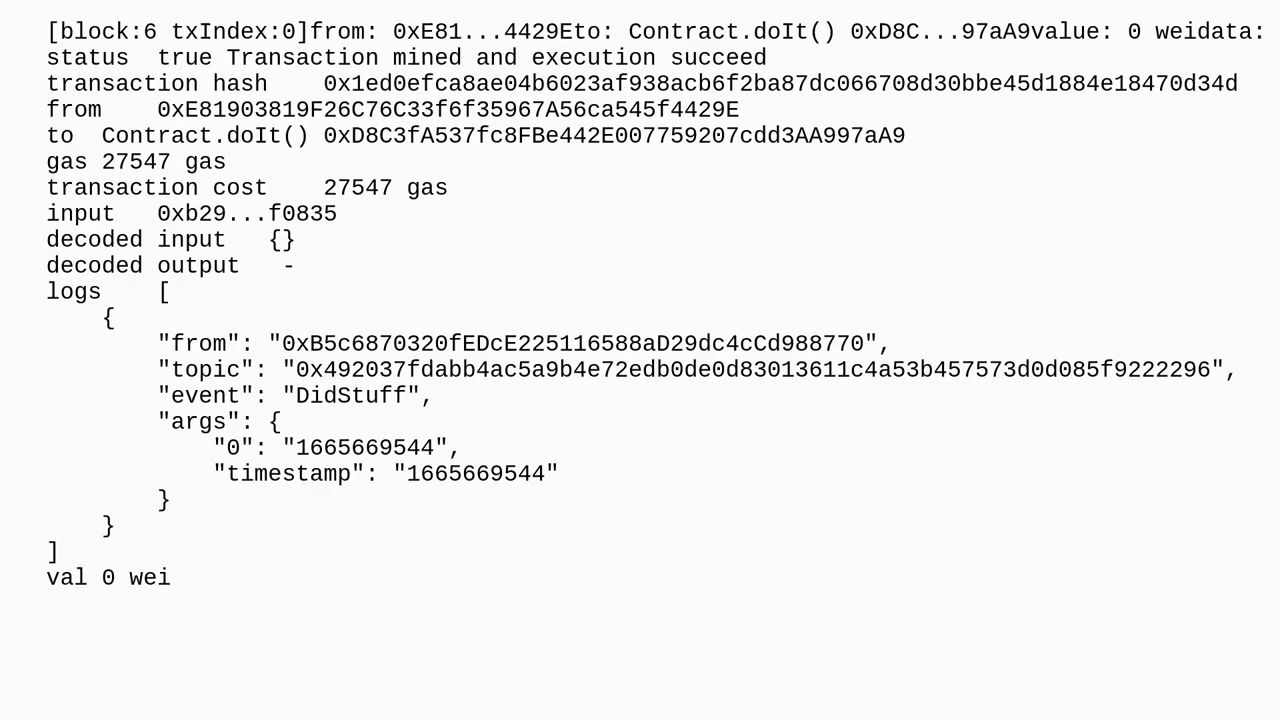 [block:6 txIndex:0]from: 0xE81...4429Eto: Contract.doIt() 0xD8C...97aA9value: 0 weidata:
status true Transaction mined and execution succeed
transaction hash 0x1ed0efca8ae04b6023af938acb6f2ba87dc066708d30bbe45d1884e18470d34d
from 0xE81903819F26C76C33f6f35967A56ca545f4429E
to Contract.doIt() 0xD8C3fA537fc8FBe442E007759207cdd3AA997aA9
gas 27547 gas
transaction cost 27547 gas
input 0xb29...f0835
decoded input {}
decoded output -
logs [
{
"from": "0xB5c6870320fEDcE225116588aD29dc4cCd988770",
"topic": "0x492037fdabb4ac5a9b4e72edb0de0d83013611c4a53b457573d0d085f9222296",
"event": "DidStuff",
"args": {
"0": "1665669544",
"timestamp": "1665669544"
}
}
]
val 0 wei